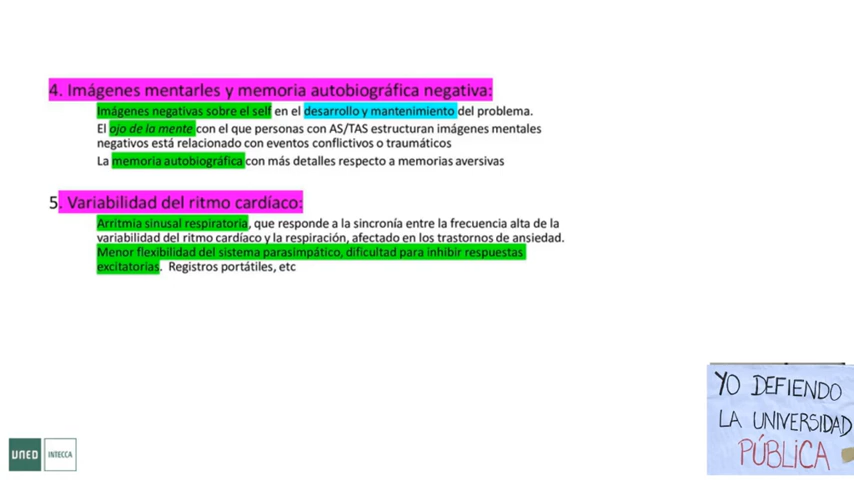 4. Imágenes mentarles y memoria autobiográfica negativa:
Imágenes negativas sobre el self en el desarrollo y mantenimiento del problema.
El ojo de la mente con el que personas con AS/TAS estructuran imágenes mentales
negativos está relacionado con eventos conflictivos o traumáticos
La memoria autobiográfica con más detalles respecto a memorias aversivas
5. Variabilidad del ritmo cardíaco:
Arritmia sinusal respiratoria, que responde a la sincronía entre la frecuencia alta de la
variabilidad del ritmo cardíaco y la respiración, afectado en los trastornos de ansiedad.
Menor flexibilidad del sistema parasimpático, dificultad para inhibir respuestas
excitatorias. Registros portátiles, etc
YO DEFIENDO
LA UNIVERSIDAD
PÚBLICA
UNED INTECCA